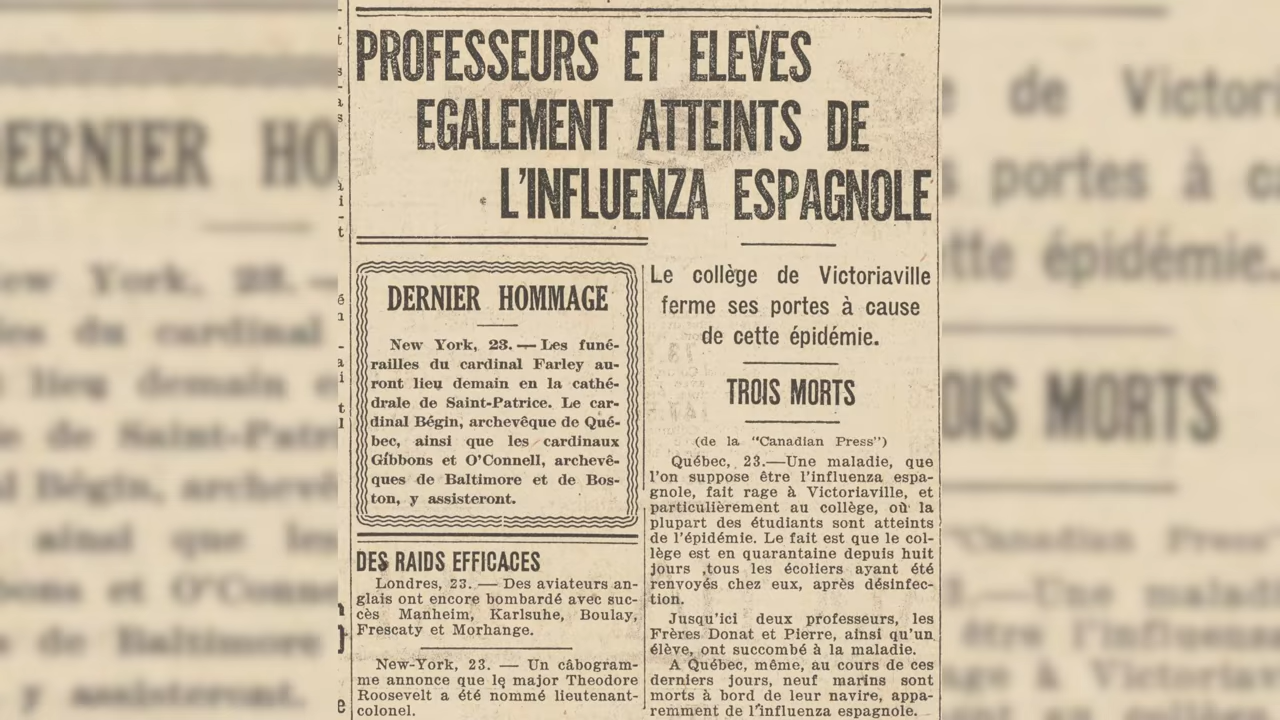 PROFESSEURS ET ELEVES
EGALEMENT ATTEINTS DE
L'INFLUENZA ESPAGNOLE
DERNIER HOMMAGE
New York, 23. — Les funé-
railles du cardinal Farley au-
ront lieu demain en la cathé-
drale de Saint-Patrice. Le car-
dinal Bégin, archevêque de Qué-
bec, ainsi que les cardinaux
Gibbons et O'Connell, archevê-
ques de Baltimore et de Bos-
ton, y assisteront.
DES RAIDS EFFICACES
Londres, 23. — Des aviateurs an-
glais ont encore bombardé avec suc-
cès Manheim, Karlsuhe, Boulay,
Frescaty et Morhange.
New-York, 23. — Un câbogram-
me annonce que le major Theodore
Roosevelt a été nommé lieutenant-
colonel.
Le collège de Victoriaville
ferme ses portes à cause
de cette épidémie.
TROIS MORTS
(de la "Canadian Press")
Québec, 23.—Une maladie, que
l'on suppose être l'influenza espa-
gnole, fait rage à Victoriaville, et
particulièrement au collège, où la
plupart des étudiants sont atteints
de l'épidémie. Le fait est que le col-
lège est en quarantaine depuis huit
jours ,tous les écoliers ayant été
renvoyés chez eux, après désinfec-
tion.
Jusqu'ici deux professeurs, les
Frères Donat et Pierre, ainsi qu'un
élève, ont succombé à la maladie.
A Québec, même, au cours de ces
derniers jours, neuf marins sont
morts à bord de leur navire, appa-
remment de l'influenza espagnole.